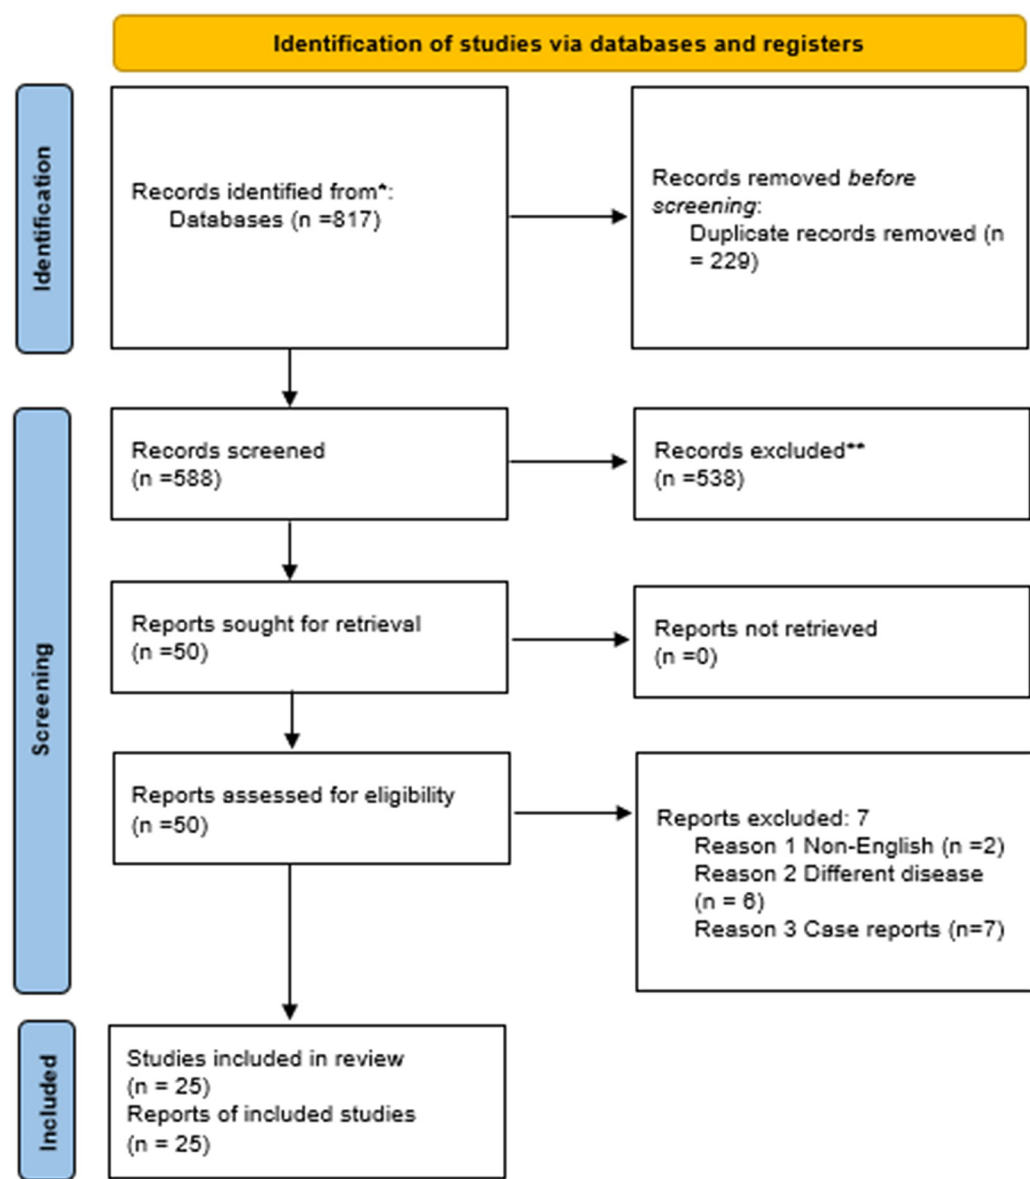 Identification of studies via databases and registers
Identification
Records identified from*:
Databases (n =817)
Records removed before
screening:
Duplicate records removed (n
= 229)
Screening
Records screened
(n =588)
Records excluded**
(n =538)
Reports sought for retrieval
(n =50)
Reports not retrieved
(n =0)
Reports assessed for eligibility
(n =50)
Reports excluded: 7
Reason 1 Non-English (n =2)
Reason 2 Different disease
(n = 6)
Reason 3 Case reports (n=7)
Included
Studies included in review
(n = 25)
Reports of included studies
(n = 25)